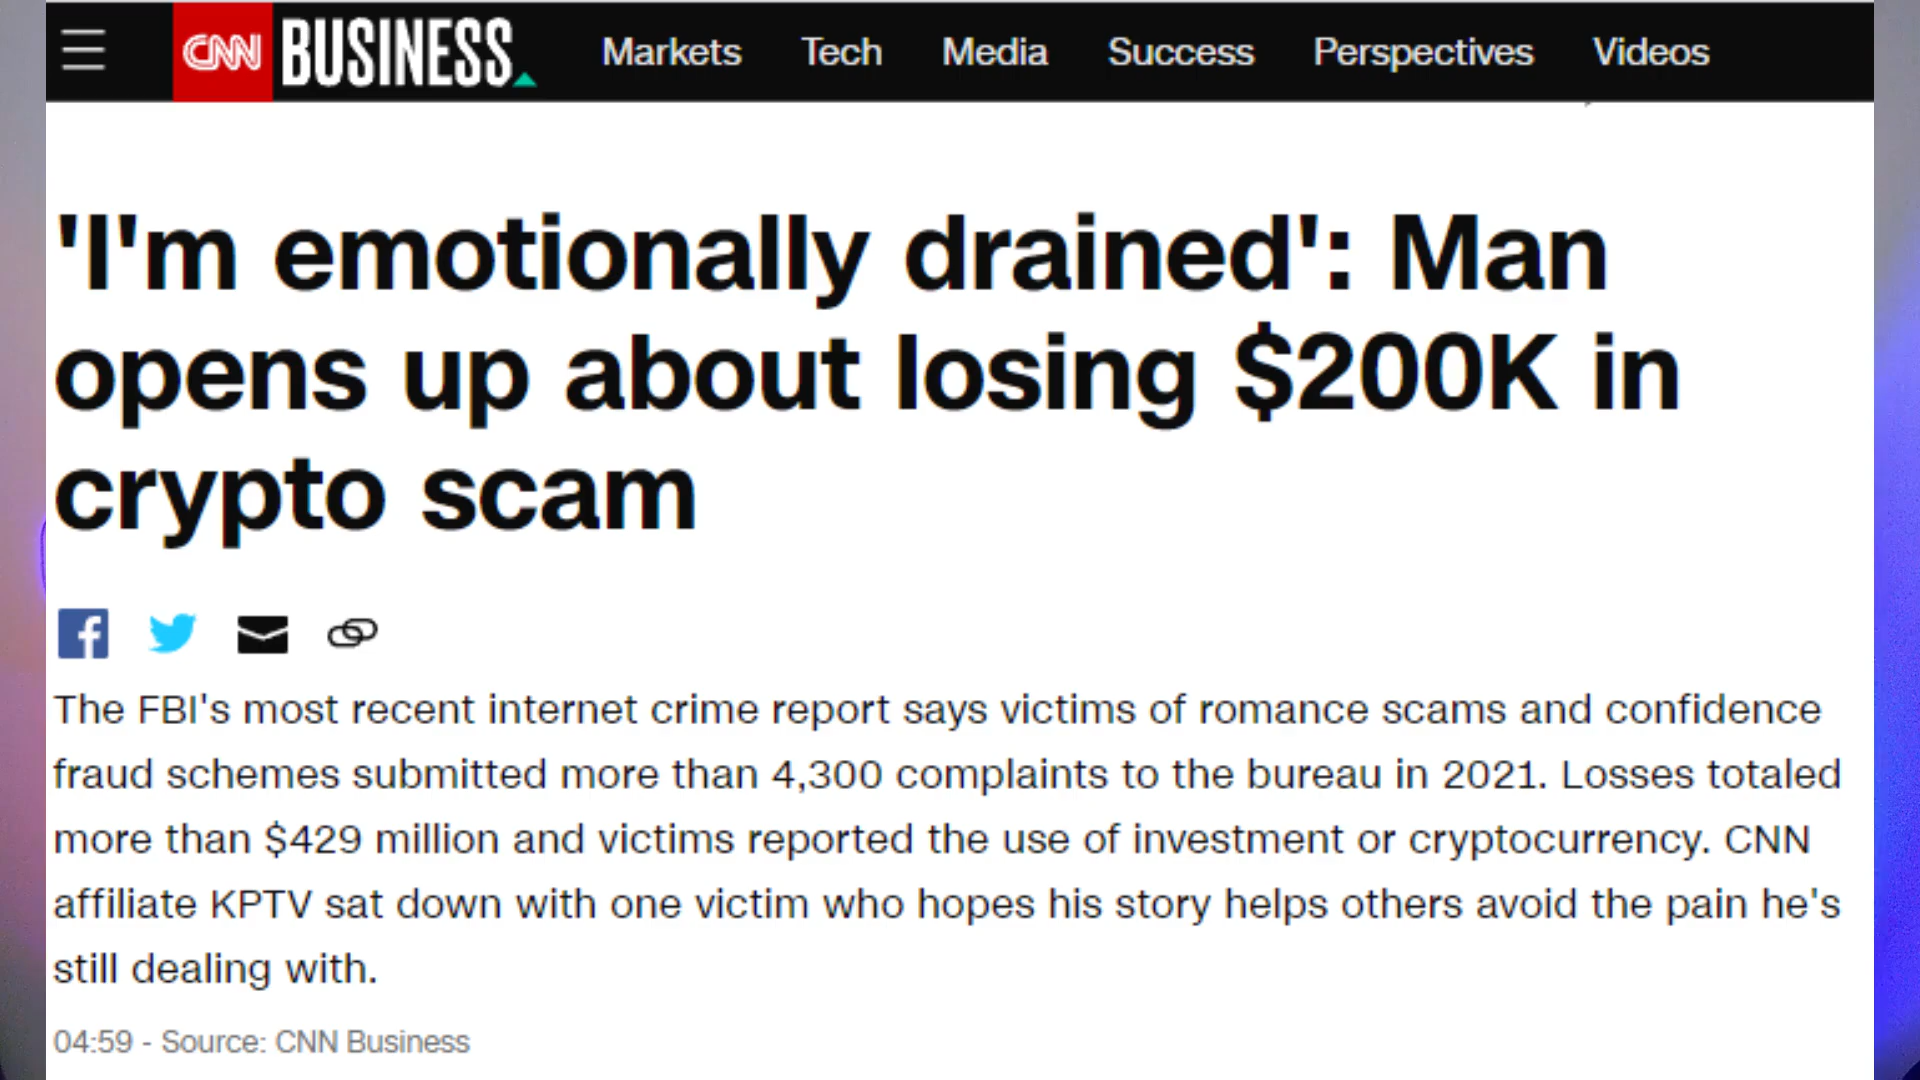 CNN BUSINESS Markets Tech Media Success Perspectives Videos
'I'm emotionally drained': Man
opens up about losing $200K in
crypto scam
The FBI's most recent internet crime report says victims of romance scams and confidence
fraud schemes submitted more than 4,300 complaints to the bureau in 2021. Losses totaled
more than $429 million and victims reported the use of investment or cryptocurrency. CNN
affiliate KPTV sat down with one victim who hopes his story helps others avoid the pain he's
still dealing with.
04:59 - Source: CNN Business